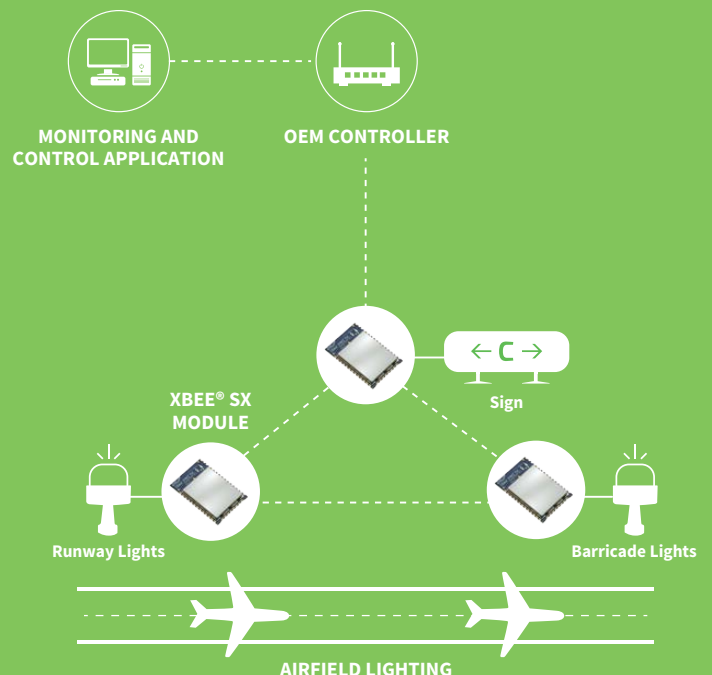 MONITORING AND
CONTROL APPLICATION
OEM CONTROLLER
← C →
Sign
XBEE® SX
MODULE
Runway Lights
Barricade Lights
AIRFIELD LIGHTING